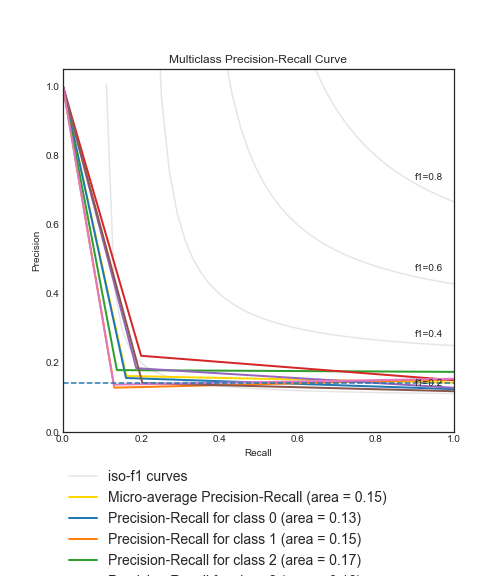 Multiclass Precision-Recall Curve
1.0
0.8
0.6
0.4
0.2
0.0
Precision
f1=0.8
f1=0.6
f1=0.4
f1=0.2
0.0 0.2 0.4 0.6 0.8 1.0
Recall
iso-f1 curves
Micro-average Precision-Recall (area = 0.15)
Precision-Recall for class 0 (area = 0.13)
Precision-Recall for class 1 (area = 0.15)
Precision-Recall for class 2 (area = 0.17)